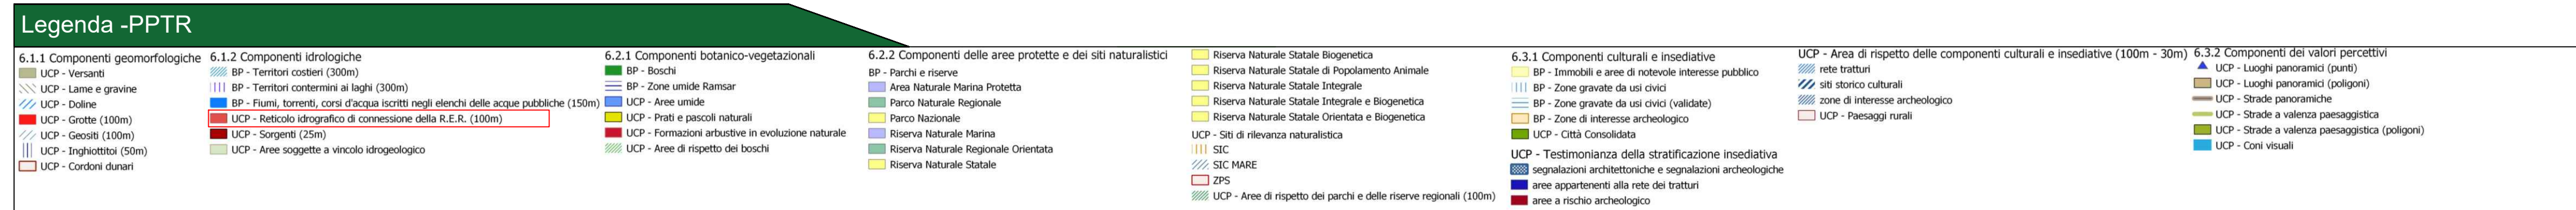 Legenda -PPTR
6.1.1 Componenti geomorfologiche
UCP - Versanti
UCP - Lame e gravine
UCP - Doline
UCP - Grotte (100m)
UCP - Geositi (100m)
UCP - Inghiottitoi (50m)
UCP - Cordoni dunari
6.1.2 Componenti idrologiche
BP - Territori costieri (300m)
BP - Territori contermini ai laghi (300m)
BP - Fiumi, torrenti, corsi d'acqua iscritti negli elenchi delle acque pubbliche (150m)
UCP - Reticolo idrografico di connessione della R.E.R. (100m)
UCP - Sorgenti (25m)
UCP - Aree soggette a vincolo idrogeologico
6.2.1 Componenti botanico-vegetazionali
BP - Boschi
BP - Zone umide Ramsar
UCP - Aree umide
UCP - Prati e pascoli naturali
UCP - Formazioni arbustive in evoluzione naturale
UCP - Aree di rispetto dei boschi
6.2.2 Componenti delle aree protette e dei siti naturalistici
BP - Parchi e riserve
Area Naturale Marina Protetta
Parco Naturale Regionale
Parco Nazionale
Riserva Naturale Marina
Riserva Naturale Regionale Orientata
Riserva Naturale Statale
Riserva Naturale Statale Biogenetica
Riserva Naturale Statale di Popolamento Animale
Riserva Naturale Statale Integrale
Riserva Naturale Statale Integrale e Biogenetica
Riserva Naturale Statale Orientata e Biogenetica
UCP - Siti di rilevanza naturalistica
SIC
SIC MARE
ZPS
UCP - Aree di rispetto dei parchi e delle riserve regionali (100m)
6.3.1 Componenti culturali e insediative
BP - Immobili e aree di notevole interesse pubblico
BP - Zone gravate da usi civici
BP - Zone gravate da usi civici (validate)
BP - Zone di interesse archeologico
UCP - Città Consolidata
UCP - Testimonianza della stratificazione insediativa
segnalazioni architettoniche e segnalazioni archeologiche
aree appartenenti alla rete dei tratturi
aree a rischio archeologico
UCP - Area di rispetto delle componenti culturali e insediative (100m - 30m)
rete tratturi
siti storico culturali
zone di interesse archeologico
UCP - Paesaggi rurali
6.3.2 Componenti dei valori percettivi
UCP - Luoghi panoramici (punti)
UCP - Luoghi panoramici (poligoni)
UCP - Strade panoramiche
UCP - Strade a valenza paesaggistica
UCP - Strade a valenza paesaggistica (poligoni)
UCP - Coni visuali